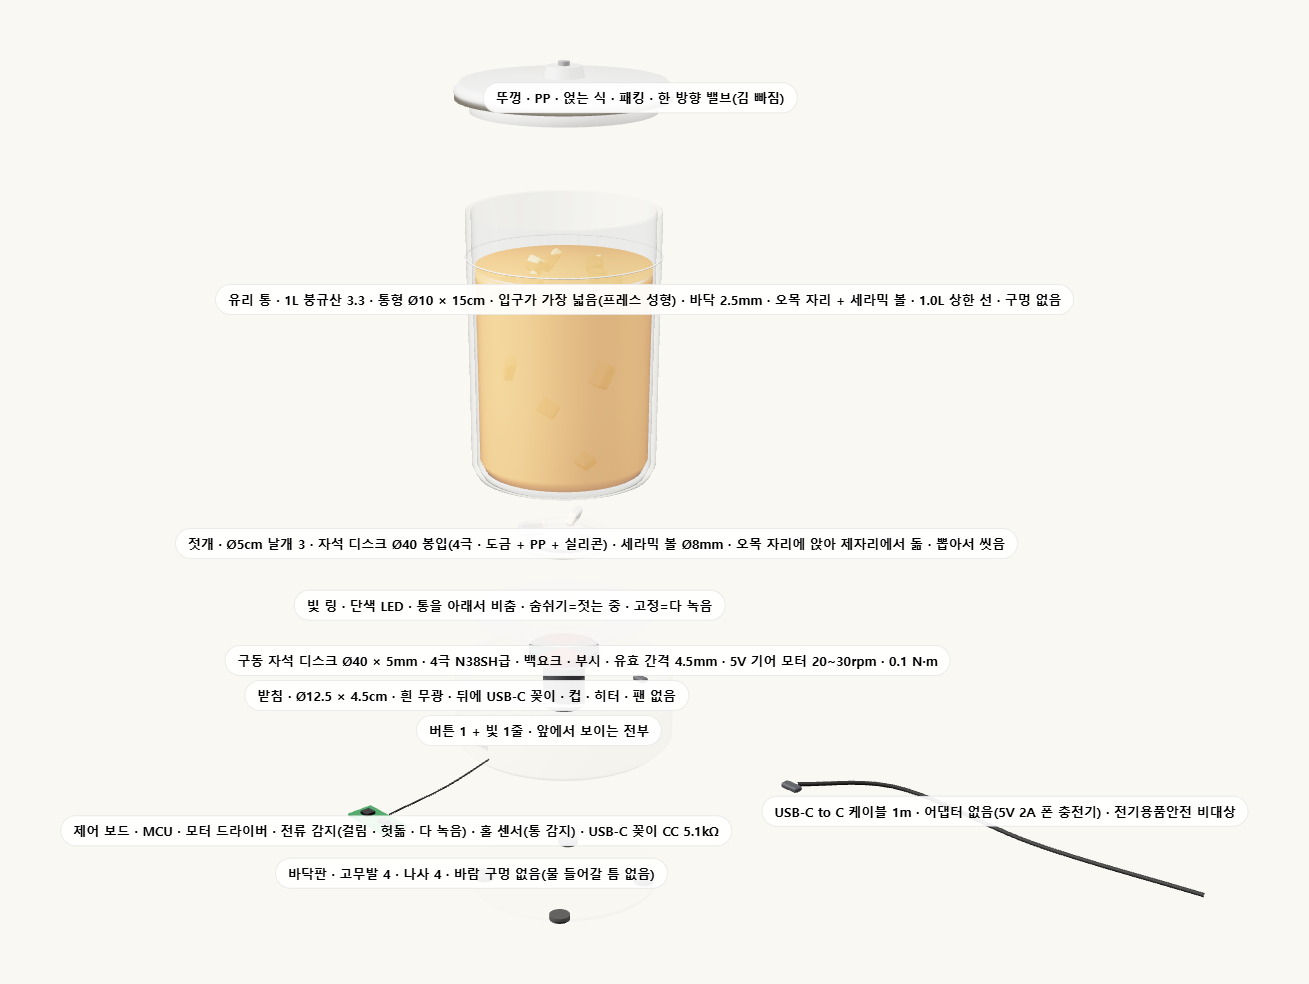 뚜껑 · PP · 얹는 식 · 패킹 · 한 방향 밸브(김 빠짐)
유리 통 · 1L 붕규산 3.3 · 통형 Ø10 × 15cm · 입구가 가장 넓음(프레스 성형) · 바닥 2.5mm · 오목 자리 + 세라믹 볼 · 1.0L 상한 선 · 구멍 없음
젓개 · Ø5cm 날개 3 · 자석 디스크 Ø40 봉입(4극 · 도금 + PP + 실리콘) · 세라믹 볼 Ø8mm · 오목 자리에 앉아 제자리에서 돎 · 뽑아서 씻음
빛 링 · 단색 LED · 통을 아래서 비춤 · 숨쉬기=젓는 중 · 고정=다 녹음
구동 자석 디스크 Ø40 × 5mm · 4극 N38SH급 · 백요크 · 부시 · 유효 간격 4.5mm · 5V 기어 모터 20~30rpm · 0.1 N·m
받침 · Ø12.5 × 4.5cm · 흰 무광 · 뒤에 USB-C 꽂이 · 컵 · 히터 · 팬 없음
버튼 1 + 빛 1줄 · 앞에서 보이는 전부
USB-C to C 케이블 1m · 어댑터 없음(5V 2A 폰 충전기) · 전기용품안전 비대상
제어 보드 · MCU · 모터 드라이버 · 전류 감지(걸림 · 헛돎 · 다 녹음) · 홀 센서(통 감지) · USB-C 꽂이 CC 5.1kΩ
바닥판 · 고무발 4 · 나사 4 · 바람 구멍 없음(물 들어갈 틈 없음)